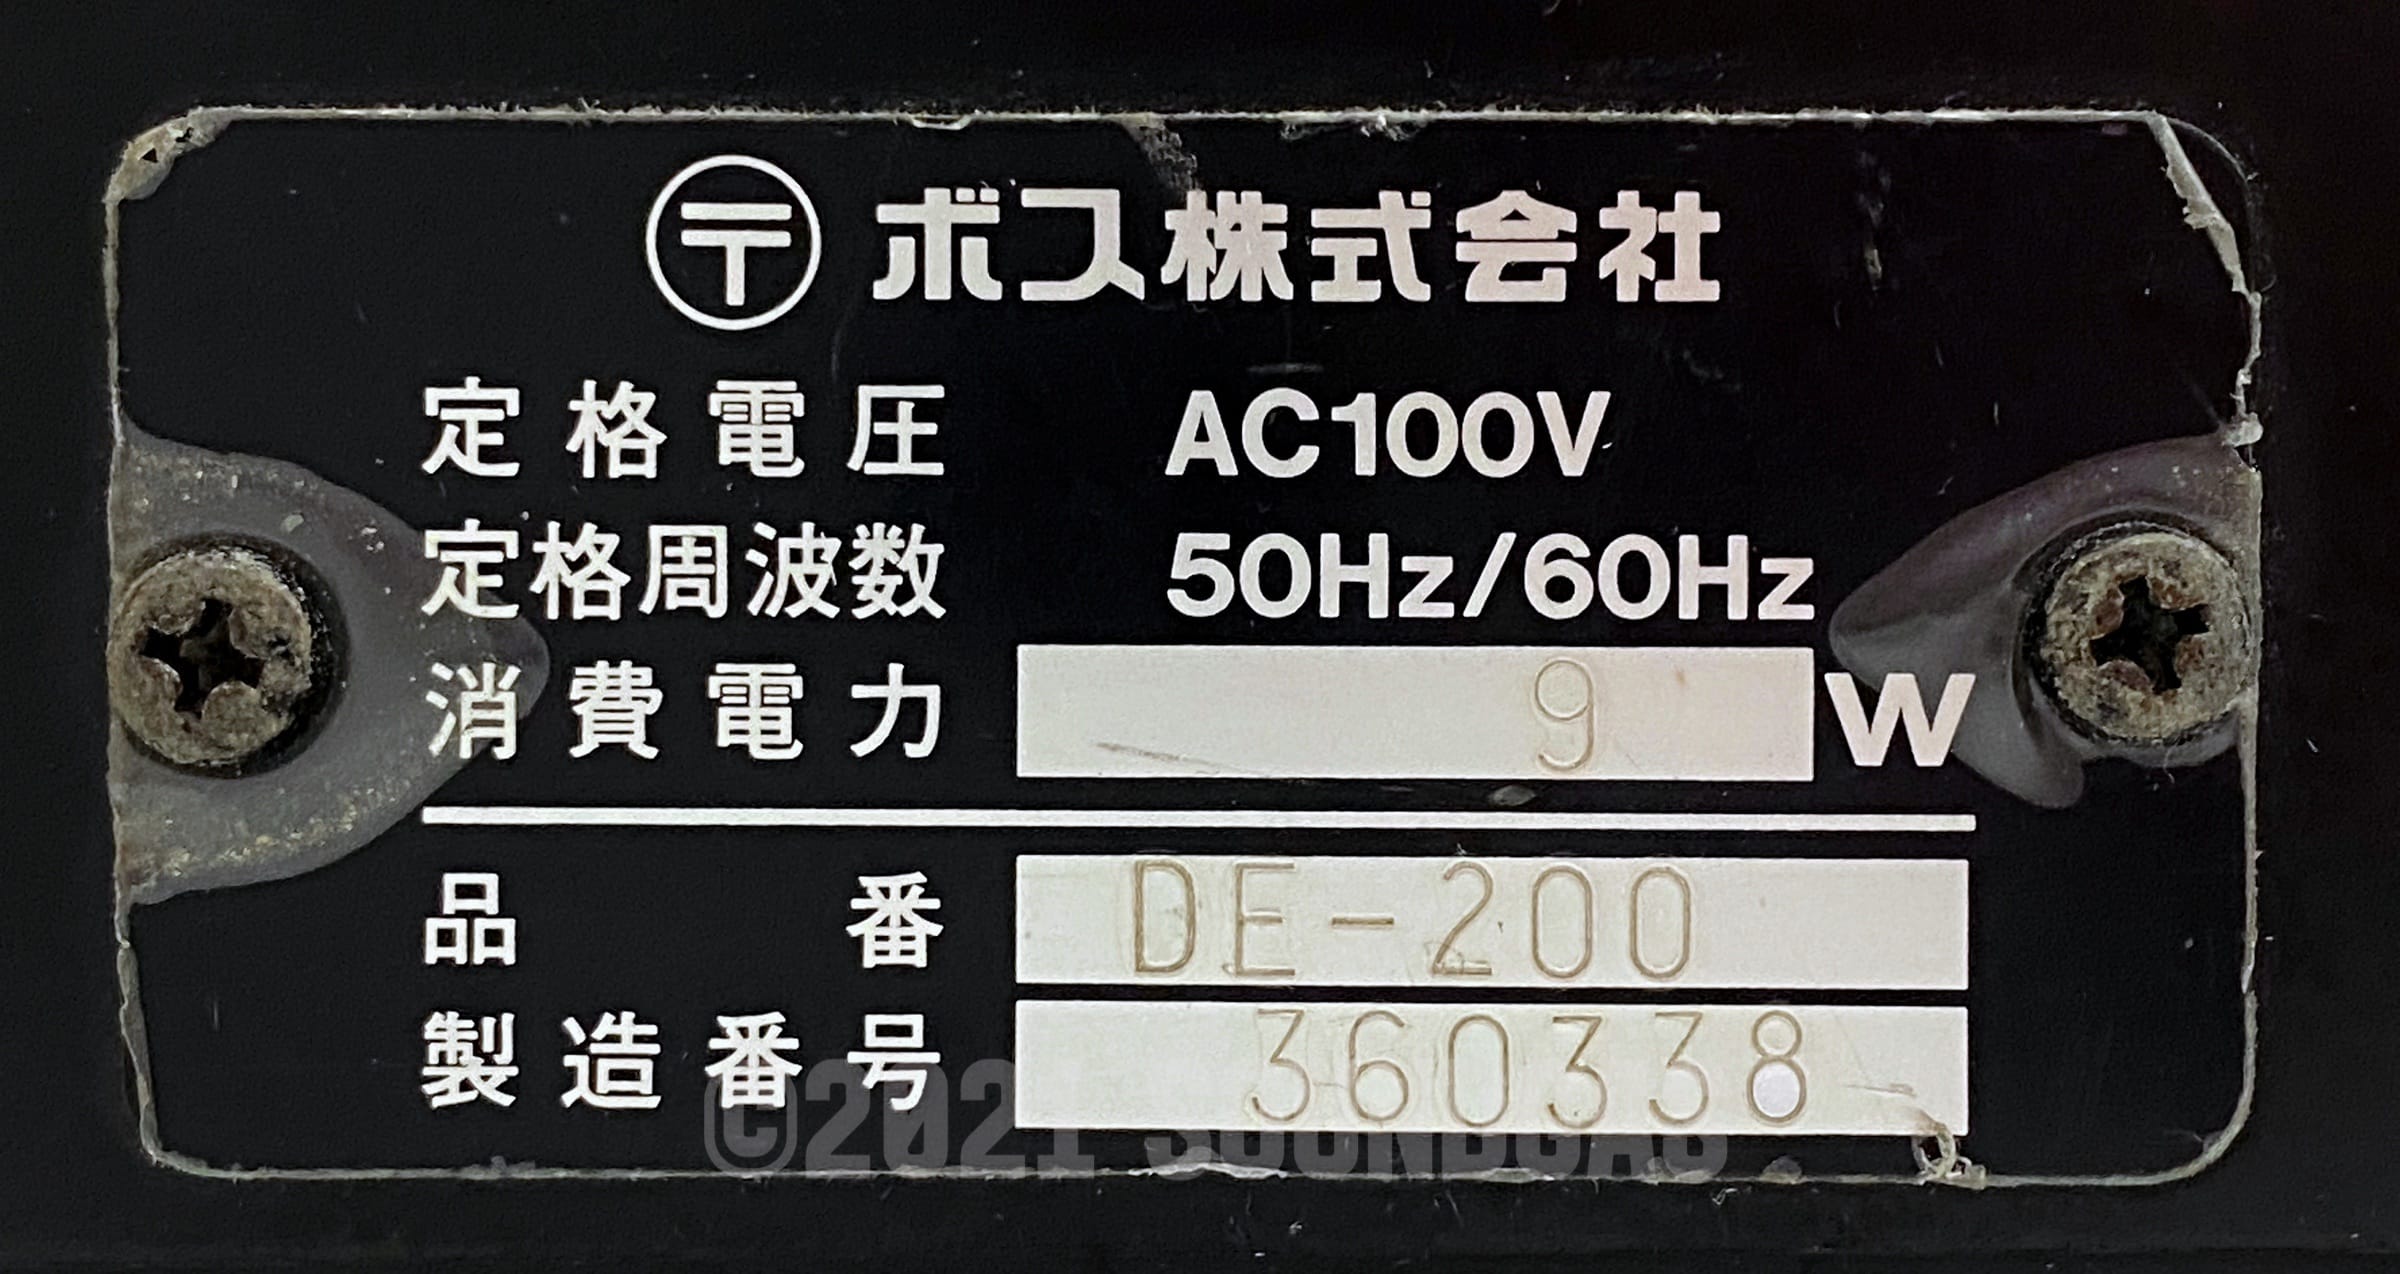 〒 ボス株式会社
定格電圧 AC100V
定格周波数 50Hz/60Hz
消費電力 9 W
品番 DE-200
製造番号 360338
©2021 SOUNDGAS